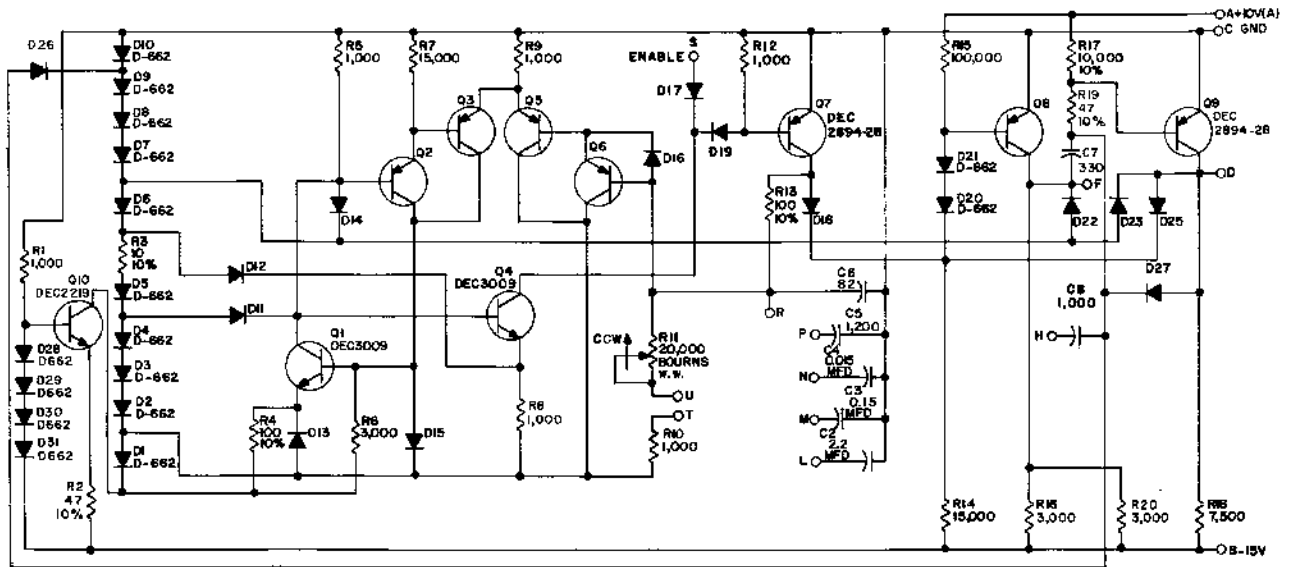 A+10V(A)
C GND
D26
D10
D-662
D9
D-662
D8
D-662
D7
D-662
D6
D-662
R3
10
10%
D5
D-662
D4
D-662
D3
D-662
D2
D-662
D1
D-662
R1
1,000
Q10
DEC2219
D28
D662
D29
D662
D30
D662
D31
D662
R2
47
10%
D12
D11
R5
1,000
R7
15,000
R9
1,000
Q3
Q5
Q2
Q6
D14
D16
Q1
DEC3009
Q4
DEC3009
R4
100
10%
D13
R6
3,000
D15
R8
1,000
S
ENABLE
D17
R12
1,000
D19
Q7
DEC
2894-2B
R13
100
10%
D18
C6
82
R
CCW
R11
20,000
BOURNS
W.W.
U
T
R10
1,000
C5
P
1,200
C4
0.015
N
MFD
C3
0.15
M
MFD
C2
2.2
L
MFD
R15
100,000
Q8
D21
D-662
D20
D-662
R17
10,000
10%
R19
47
10%
C7
330
F
Q9
DEC
2894-2B
D
D22
D23
D25
D27
C8
1,000
H
R14
15,000
R16
3,000
R20
3,000
R18
7,500
B-15V